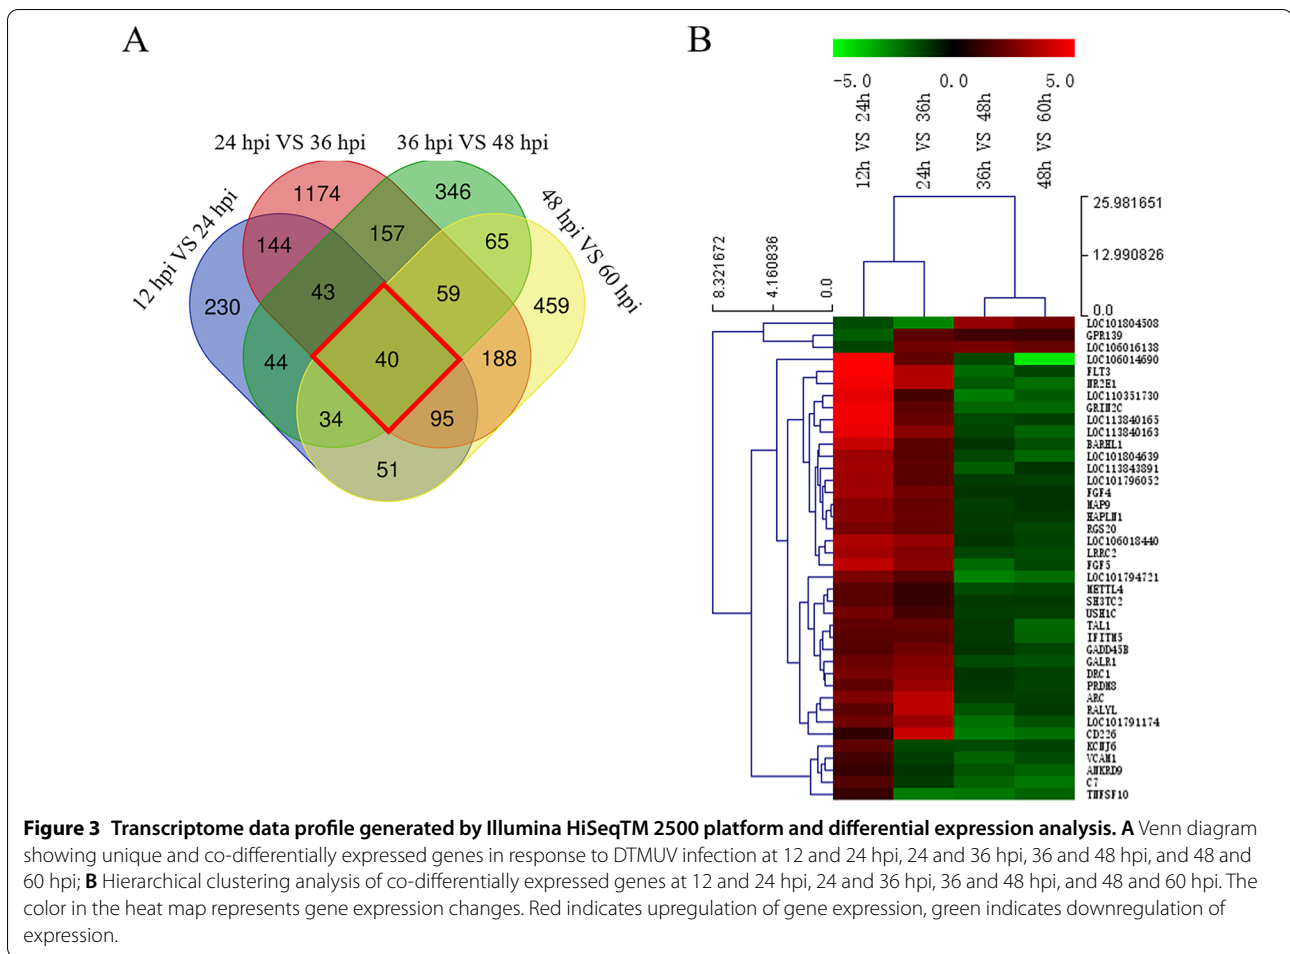 A
B
24 hpi VS 36 hpi
36 hpi VS 48 hpi
12 hpi VS 24 hpi
48 hpi VS 60 hpi
1174
346
144
157
65
230
43
59
459
44
40
188
34
95
51
-5.0
0.0
5.0
12h VS 24h
24h VS 36h
36h VS 48h
48h VS 60h
25.981651
12.990826
0.0
8.321672
4.160836
0.0
LOC101804508
GPR139
LOC106016138
LOC106014690
FLT3
NR2E1
LOC110351730
GRIN2C
LOC113840165
LOC113840163
BARHL1
LOC101804639
LOC113843891
LOC101796052
FGF4
MAP9
HAPLN1
RGS20
LOC106018440
LRRC2
FGF5
LOC101794721
METTL4
SH3TC2
USH1C
TAL1
IFITM5
GADD45B
GALR1
DRC1
PRDM8
ARC
RALYL
LOC101791174
CD226
KCNJ6
VCAM1
ANKRD9
C7
TNFSF10
Figure 3 Transcriptome data profile generated by Illumina HiSeqTM 2500 platform and differential expression analysis. A Venn diagram
showing unique and co-differentially expressed genes in response to DTMUV infection at 12 and 24 hpi, 24 and 36 hpi, 36 and 48 hpi, and 48 and
60 hpi; B Hierarchical clustering analysis of co-differentially expressed genes at 12 and 24 hpi, 24 and 36 hpi, 36 and 48 hpi, and 48 and 60 hpi. The
color in the heat map represents gene expression changes. Red indicates upregulation of gene expression, green indicates downregulation of
expression.